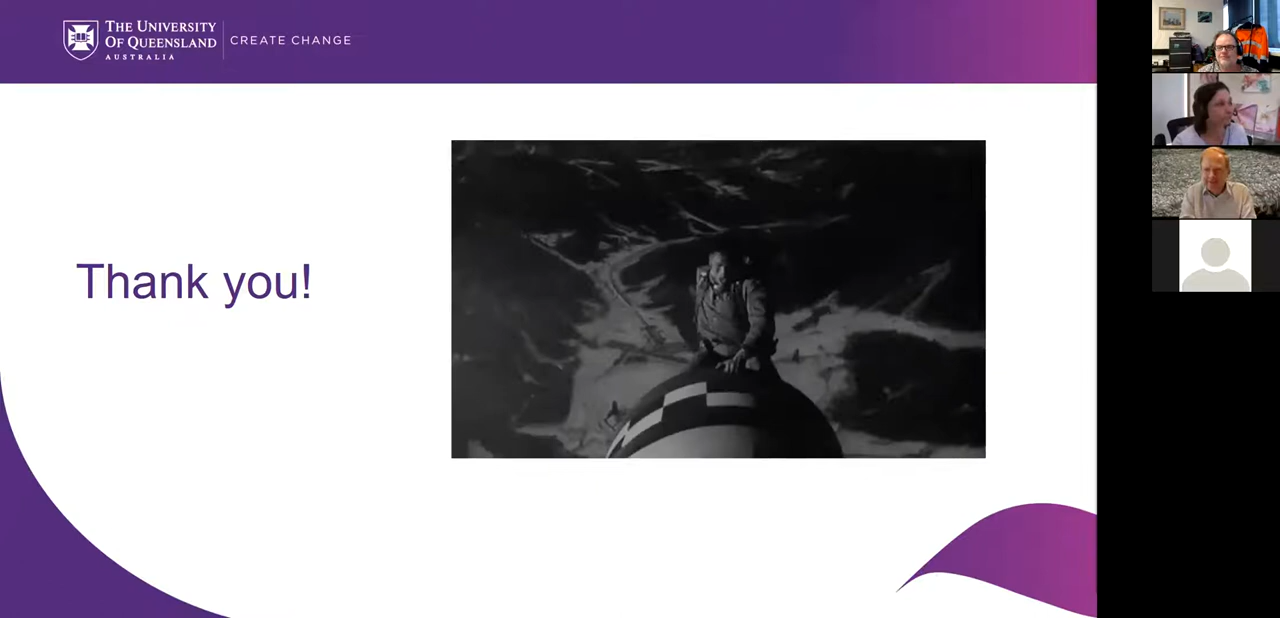 THE UNIVERSITY
OF QUEENSLAND
AUSTRALIA
CREATE CHANGE
Thank you!